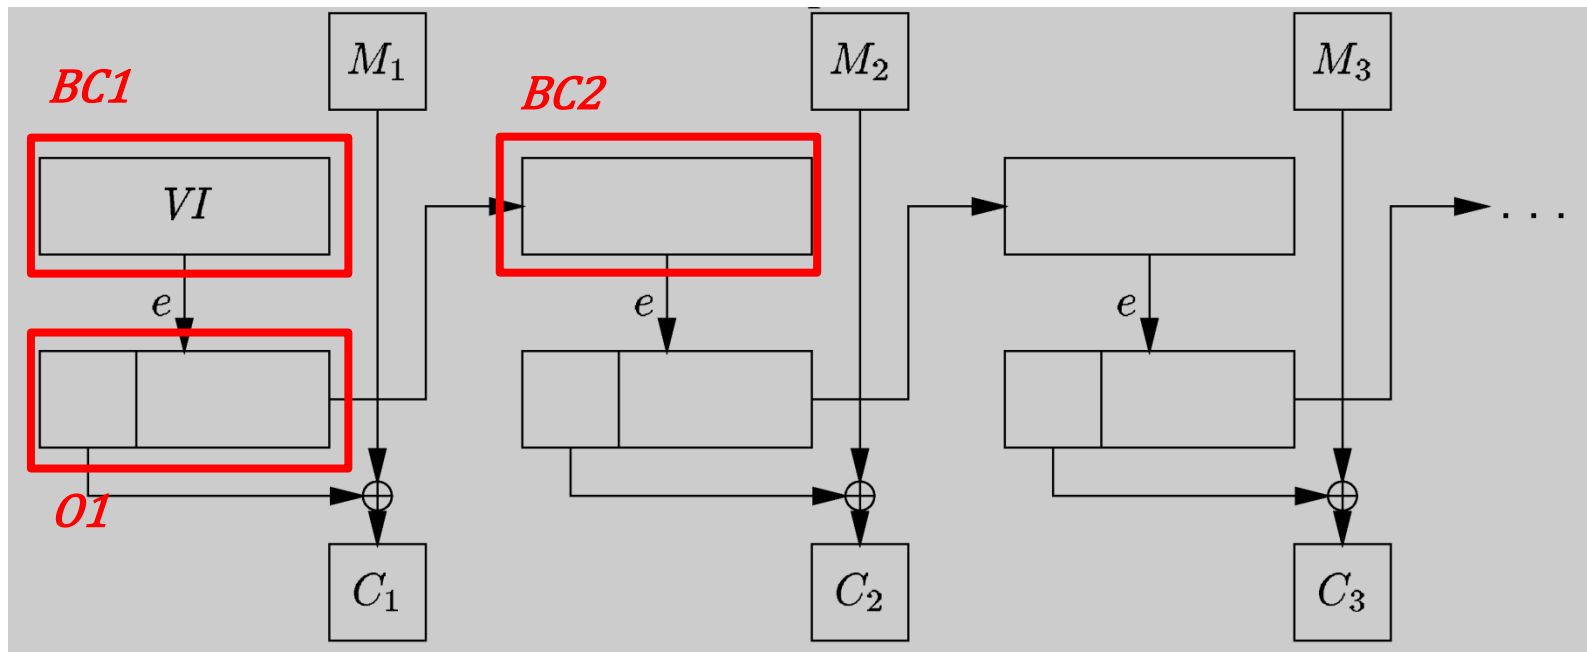 M₁ M₂ M₃
BC1 BC2
VI . . .
e e e
O1
C₁ C₂ C₃